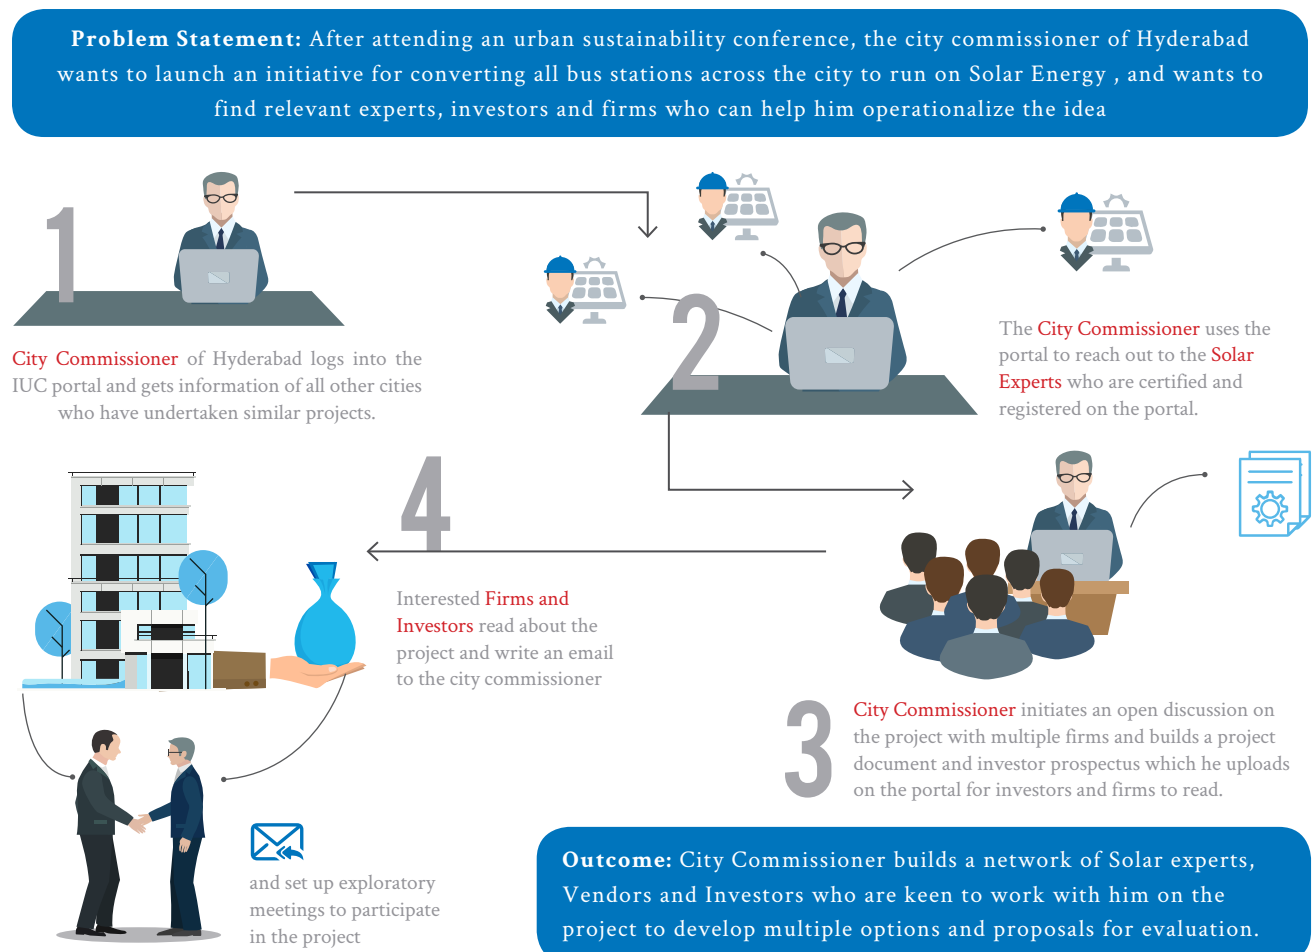 Problem Statement: After attending an urban sustainability conference, the city commissioner of Hyderabad
wants to launch an initiative for converting all bus stations across the city to run on Solar Energy , and wants to
find relevant experts, investors and firms who can help him operationalize the idea
1
City Commissioner of Hyderabad logs into the
IUC portal and gets information of all other cities
who have undertaken similar projects.
2
The City Commissioner uses the
portal to reach out to the Solar
Experts who are certified and
registered on the portal.
3
City Commissioner initiates an open discussion on
the project with multiple firms and builds a project
document and investor prospectus which he uploads
on the portal for investors and firms to read.
4
Interested Firms and
Investors read about the
project and write an email
to the city commissioner
and set up exploratory
meetings to participate
in the project
Outcome: City Commissioner builds a network of Solar experts,
Vendors and Investors who are keen to work with him on the
project to develop multiple options and proposals for evaluation.